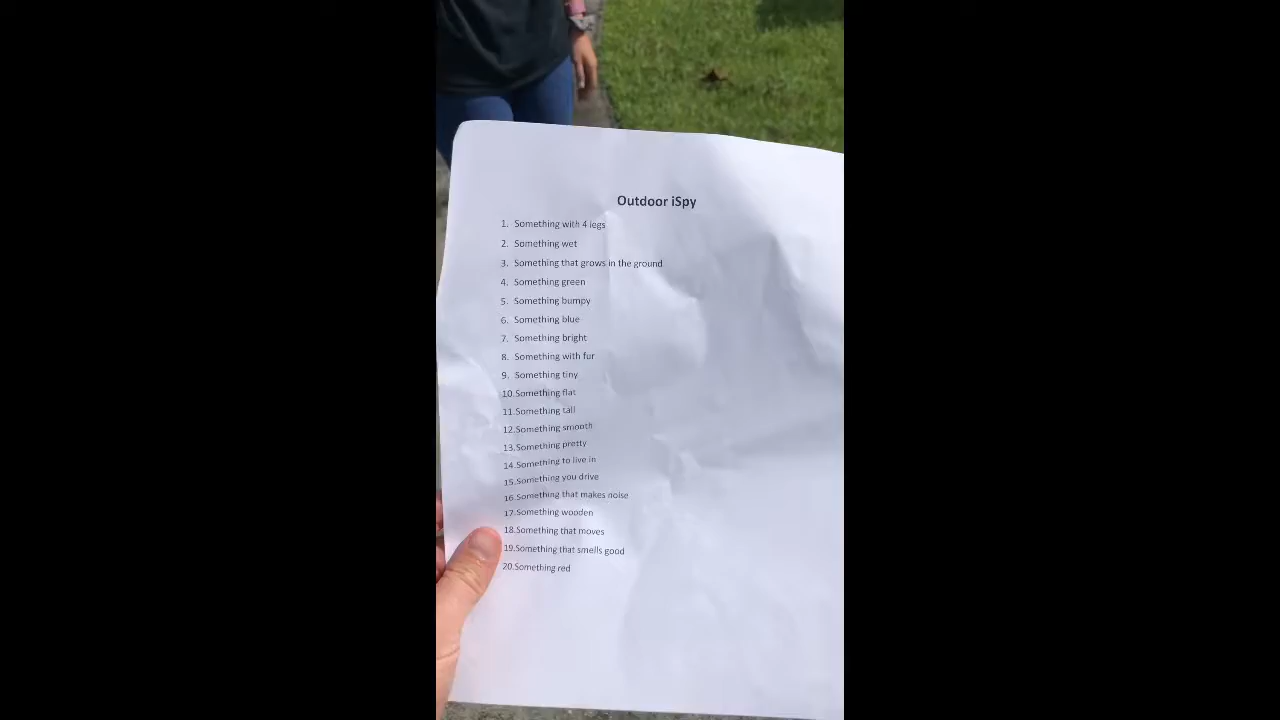 Outdoor iSpy
1. Something with 4 legs
2. Something wet
3. Something that grows in the ground
4. Something green
5. Something bumpy
6. Something blue
7. Something bright
8. Something with fur
9. Something tiny
10.Something flat
11.Something tall
12.Something smooth
13.Something pretty
14.Something to live in
15.Something you drive
16.Something that makes noise
17.Something wooden
18.Something that moves
19.Something that smells good
20.Something red